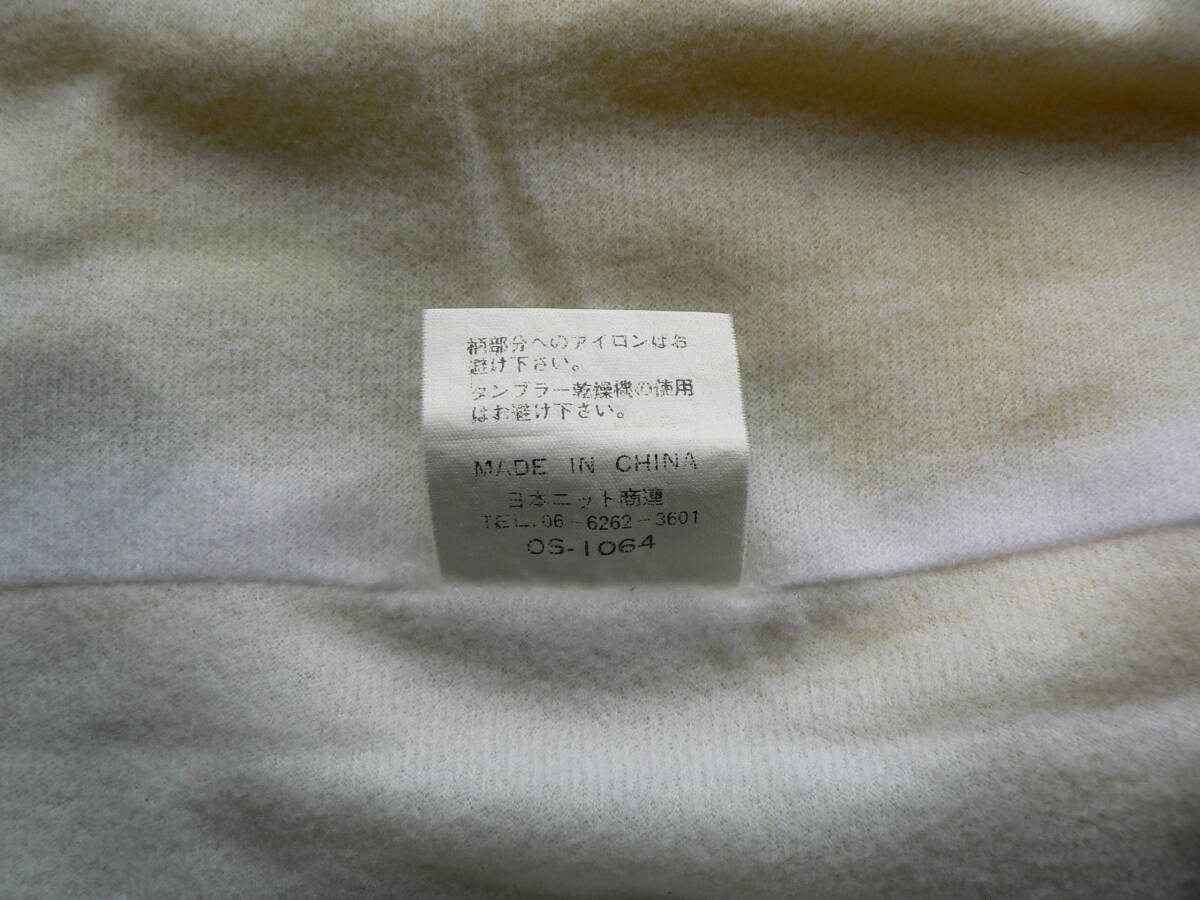 柄部分へのアイロンはお
避け下さい。
タンブラー乾燥機の使用
はお避け下さい。
MADE IN CHINA
日本ニット商連
TEL.06-6262-3601
OS-1064